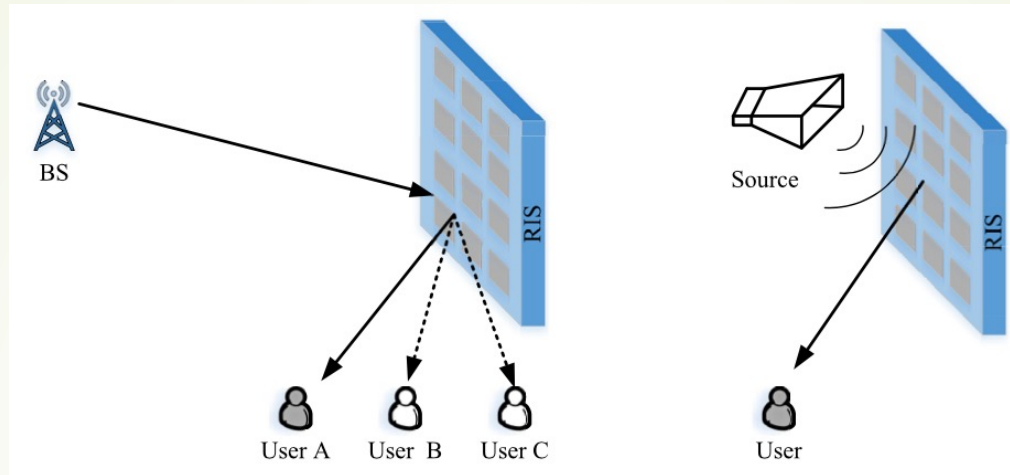 BS
RIS
User A
User B
User C
Source
RIS
User